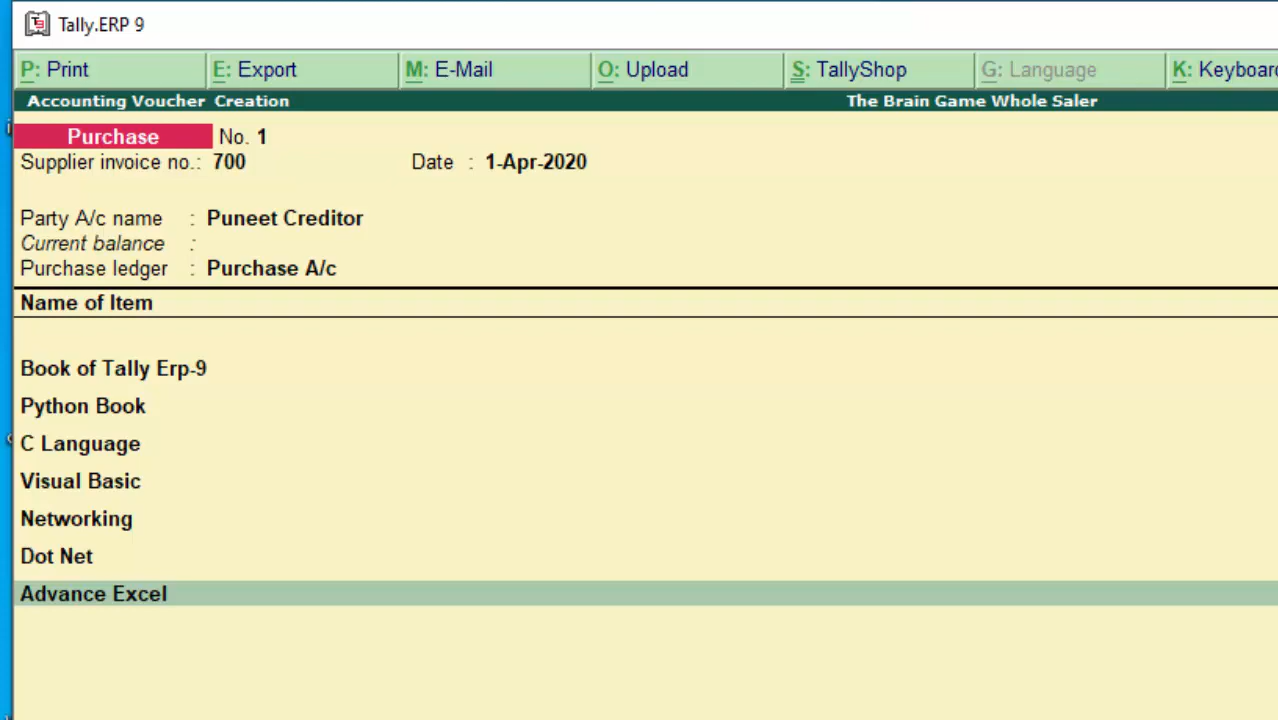 Tally.ERP 9
P: Print E: Export M: E-Mail O: Upload S: TallyShop G: Language K: Keyboard
Accounting Voucher Creation The Brain Game Whole Saler
Purchase No. 1
Supplier invoice no.: 700 Date : 1-Apr-2020
Party A/c name : Puneet Creditor
Current balance :
Purchase ledger : Purchase A/c
Name of Item
Book of Tally Erp-9
Python Book
C Language
Visual Basic
Networking
Dot Net
Advance Excel